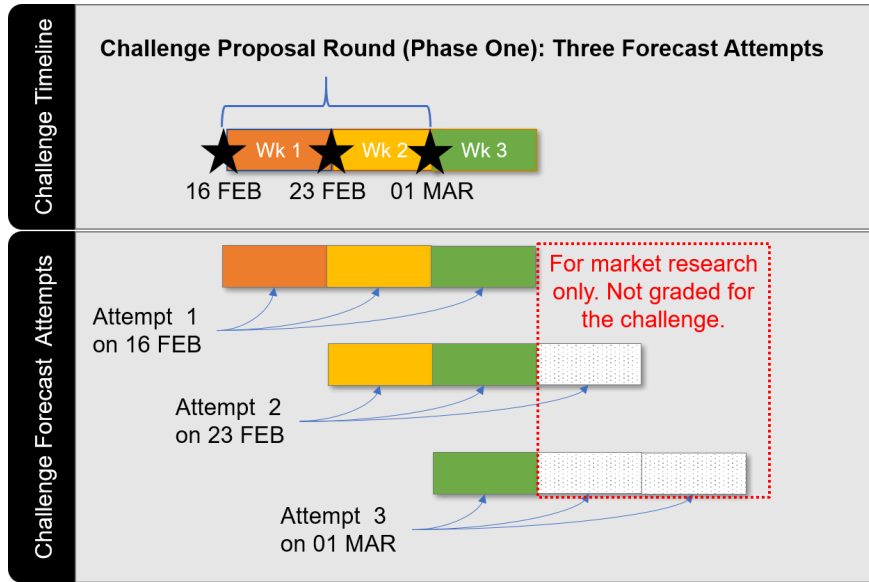 Challenge Timeline
Challenge Proposal Round (Phase One): Three Forecast Attempts
Wk 1
Wk 2
Wk 3
16 FEB
23 FEB
01 MAR
Challenge Forecast Attempts
For market research
only. Not graded for
the challenge.
Attempt 1
on 16 FEB
Attempt 2
on 23 FEB
Attempt 3
on 01 MAR